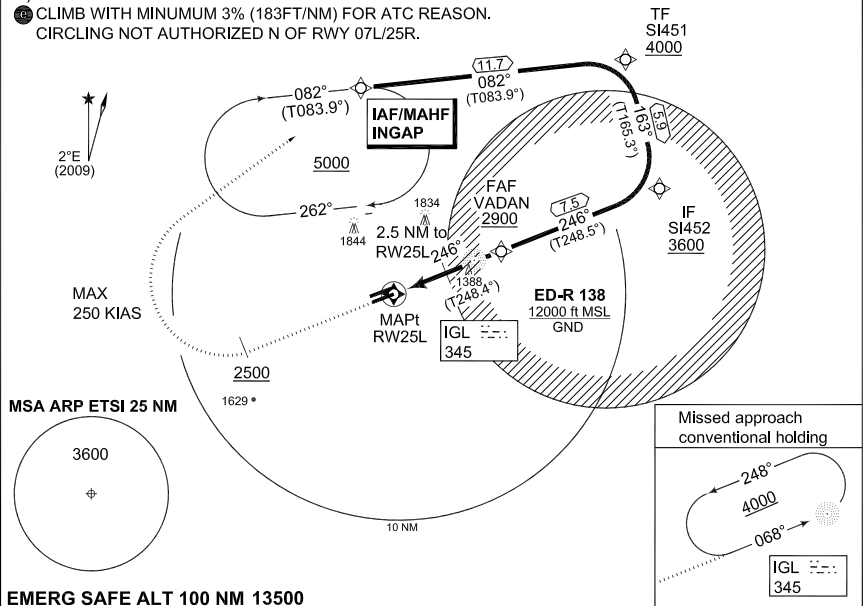 e CLIMB WITH MINUMUM 3% (183FT/NM) FOR ATC REASON.
CIRCLING NOT AUTHORIZED N OF RWY 07L/25R.
TF
SI451
4000
11.7
082°
(T083.9°)
082°
(T083.9°)
IAF/MAHF
INGAP
5.9
163°
(T165.3°)
2°E
(2009)
5000
262°
1844
1834
FAF
VADAN
2900
7.5
246°
(T248.5°)
IF
SI452
3600
2.5 NM to
RW25L
246°
(T248.4°)
1388
MAX
250 KIAS
MAPt
RW25L
IGL
345
ED-R 138
12000 ft MSL
GND
2500
1629
MSA ARP ETSI 25 NM
3600
10 NM
Missed approach
conventional holding
248°
4000
068°
IGL
345
EMERG SAFE ALT 100 NM 13500